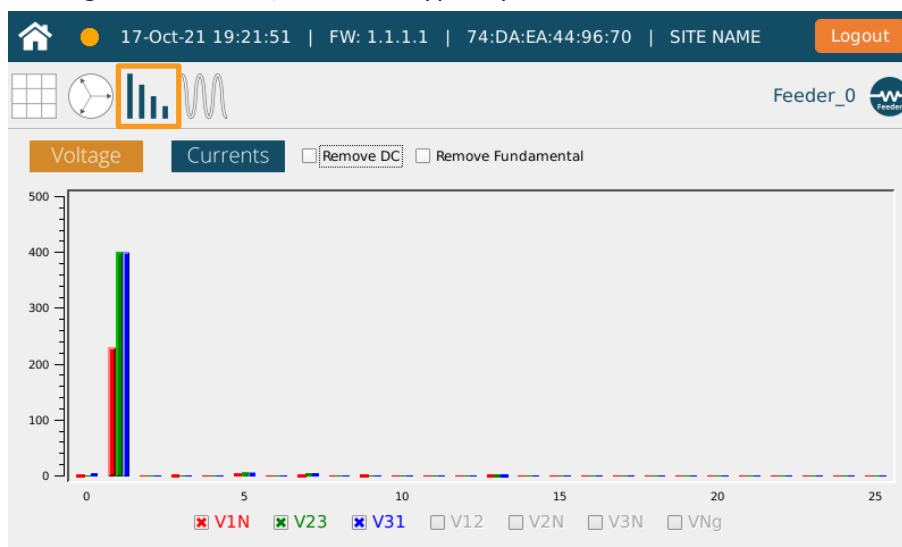 17-Oct-21 19:21:51 | FW: 1.1.1.1 | 74:DA:EA:44:96:70 | SITE NAME Logout
Feeder_0 Feeder
Voltage Currents Remove DC Remove Fundamental
500
400
300
200
100
0
0 5 10 15 20 25
V1N V23 V31 V12 V2N V3N VNg